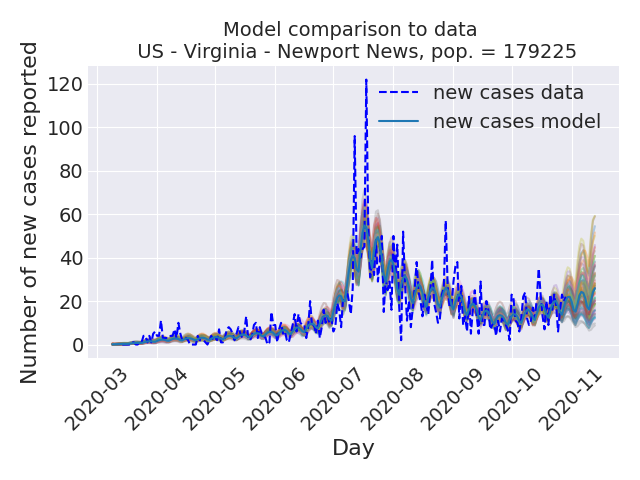 Model comparison to data
US - Virginia - Newport News, pop. = 179225
Number of new cases reported
120
100
80
60
40
20
0
new cases data
new cases model
2020-03
2020-04
2020-05
2020-06
2020-07
2020-08
2020-09
2020-10
2020-11
Day